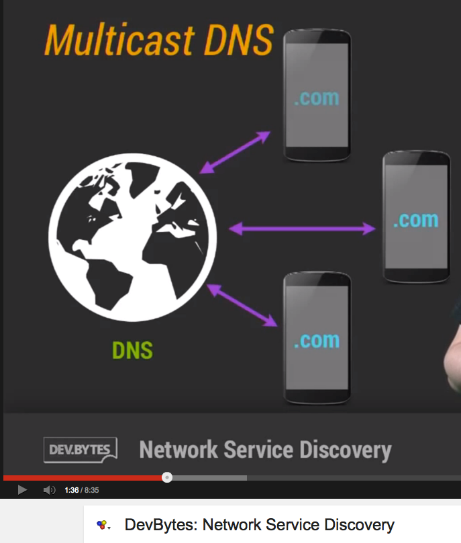 Multicast DNS
.com
.com
.com
DNS
DEV.BYTES
Network Service Discovery
1:36 / 8:35
DevBytes: Network Service Discovery